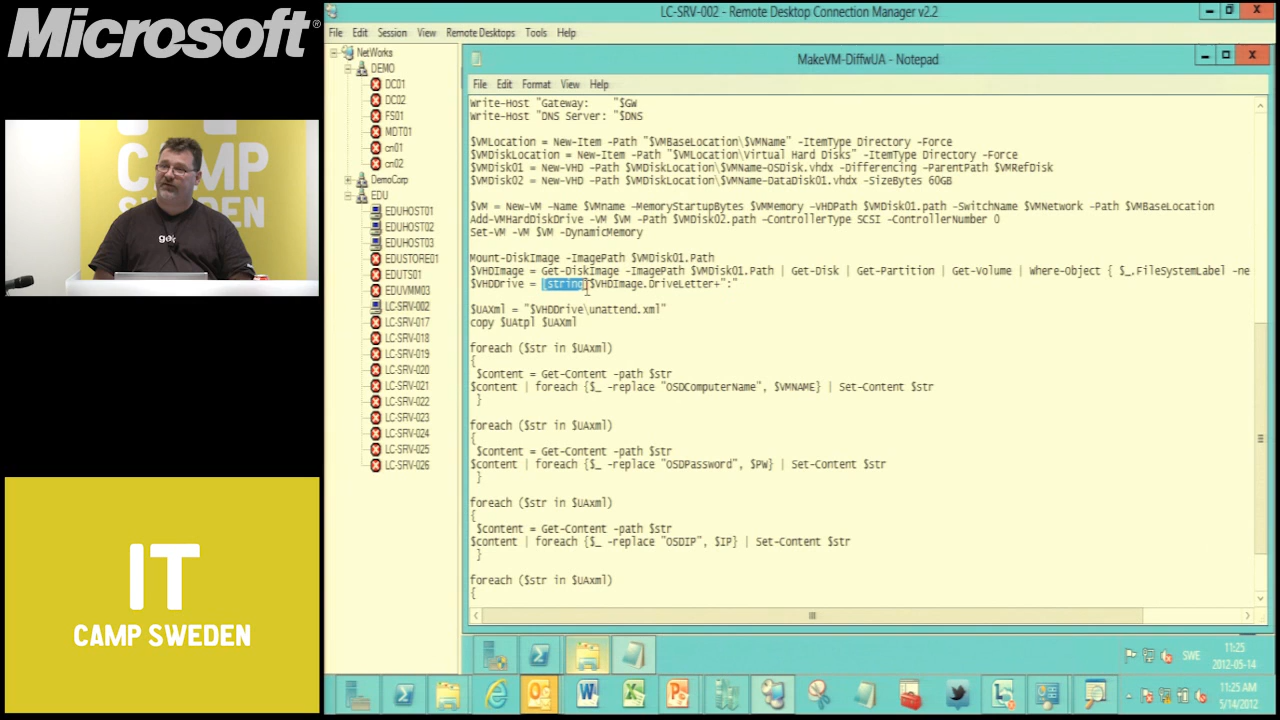 Microsoft®
CAMP
SWEDEN
IT
CAMP SWEDEN
LC-SRV-002 - Remote Desktop Connection Manager v2.2
File Edit Session View Remote Desktops Tools Help
NetWorks
DEMO
DC01
DC02
FS01
MDT01
cn01
cn02
DemoCorp
EDU
EDUHOST01
EDUHOST02
EDUHOST03
EDUSTORE01
EDUTS01
EDUVMM03
LC-SRV-002
LC-SRV-017
LC-SRV-018
LC-SRV-019
LC-SRV-020
LC-SRV-021
LC-SRV-022
LC-SRV-023
LC-SRV-024
LC-SRV-025
LC-SRV-026
MakeVM-DiffwUA - Notepad
File Edit Format View Help
Write-Host "Gateway: "$GW
Write-Host "DNS Server: "$DNS
$VMLocation = New-Item -Path "$VMBaseLocation\$VMName" -ItemType Directory -Force
$VMDiskLocation = New-Item -Path "$VMLocation\Virtual Hard Disks" -ItemType Directory -Force
$VMDisk01 = New-VHD -Path $VMDiskLocation\$VMName-OSDisk.vhdx -Differencing -ParentPath $VMRefDisk
$VMDisk02 = New-VHD -Path $VMDiskLocation\$VMName-DataDisk01.vhdx -SizeBytes 60GB
$VM = New-VM -Name $VMname -MemoryStartupBytes $VMMemory -VHDPath $VMDisk01.path -SwitchName $VMNetwork -Path $VMBaseLocation
Add-VMHardDiskDrive -VM $VM -Path $VMDisk02.path -ControllerType SCSI -ControllerNumber 0
Set-VM -VM $VM -DynamicMemory
Mount-DiskImage -ImagePath $VMDisk01.Path
$VHDImage = Get-DiskImage -ImagePath $VMDisk01.Path | Get-Disk | Get-Partition | Get-Volume | Where-Object { $_.FileSystemLabel -ne
$VHDDrive = [string]$VHDImage.DriveLetter+":"
$UAXml = "$VHDDrive\unattend.xml"
copy $UAtpl $UAXml
foreach ($str in $UAxml)
{
$content = Get-Content -path $str
$content | foreach {$_ -replace "OSDComputerName", $VMNAME} | Set-Content $str
}
foreach ($str in $UAxml)
{
$content = Get-Content -path $str
$content | foreach {$_ -replace "OSDPassword", $PW} | Set-Content $str
}
foreach ($str in $UAxml)
{
$content = Get-Content -path $str
$content | foreach {$_ -replace "OSDIP", $IP} | Set-Content $str
}
foreach ($str in $UAxml)
{
SWE
11:25
2012-05-14
11:25 AM
5/14/2012